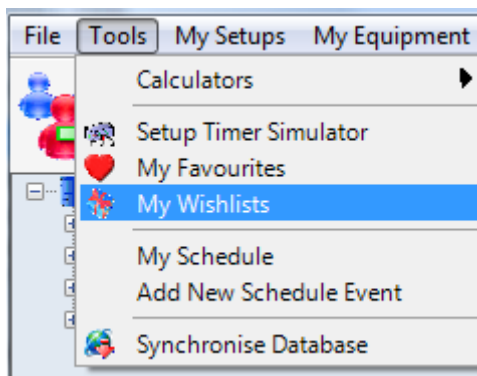 File Tools My Setups My Equipment
Calculators
Setup Timer Simulator
My Favourites
My Wishlists
My Schedule
Add New Schedule Event
Synchronise Database